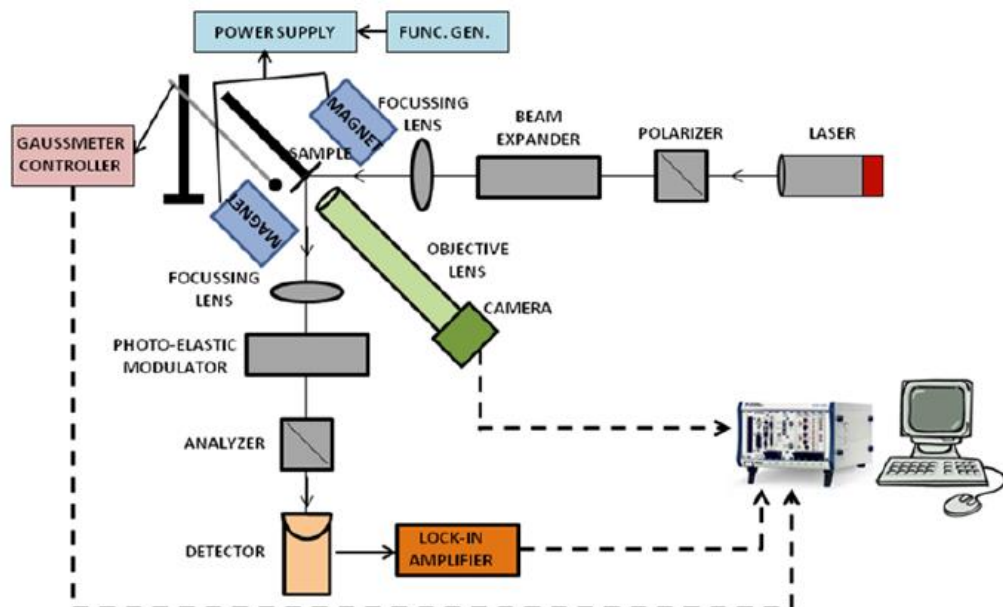 POWER SUPPLY
FUNC. GEN.
GAUSSMETER
CONTROLLER
SAMPLE
MAGNET
FOCUSSING
LENS
BEAM
EXPANDER
POLARIZER
LASER
MAGNET
OBJECTIVE
LENS
FOCUSSING
LENS
CAMERA
PHOTO-ELASTIC
MODULATOR
ANALYZER
DETECTOR
LOCK-IN
AMPLIFIER